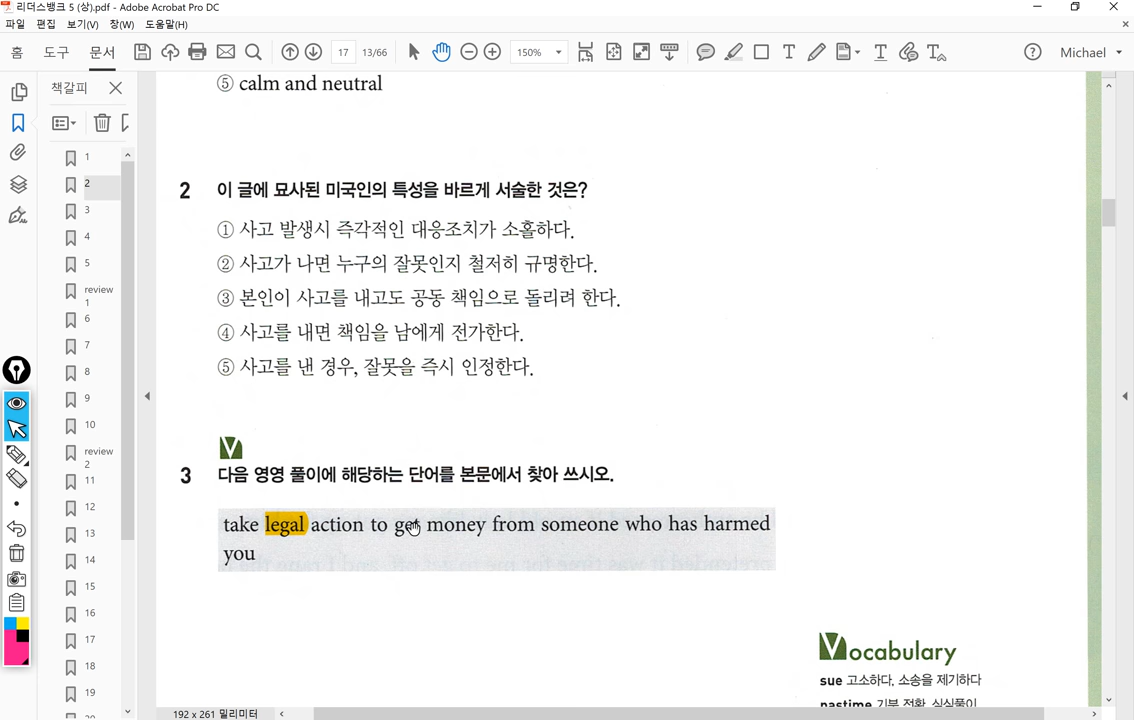 리더스뱅크 5 (상).pdf - Adobe Acrobat Pro DC
파일 편집 보기(V) 창(W) 도움말(H)
홈 도구 문서 17 13/66 150% Michael
책갈피
1
2
3
4
5
review 1
6
7
8
9
10
review 2
11
12
13
14
15
16
17
18
19
⑤ calm and neutral
2 이 글에 묘사된 미국인의 특성을 바르게 서술한 것은?
① 사고 발생시 즉각적인 대응조치가 소홀하다.
② 사고가 나면 누구의 잘못인지 철저히 규명한다.
③ 본인이 사고를 내고도 공동 책임으로 돌리려 한다.
④ 사고를 내면 책임을 남에게 전가한다.
⑤ 사고를 낸 경우, 잘못을 즉시 인정한다.
V
3 다음 영영 풀이에 해당하는 단어를 본문에서 찾아 쓰시오.
take legal action to get money from someone who has harmed
you
Vocabulary
sue 고소하다, 소송을 제기하다
pastime 기분 전환, 심심풀이
192 x 261 밀리미터